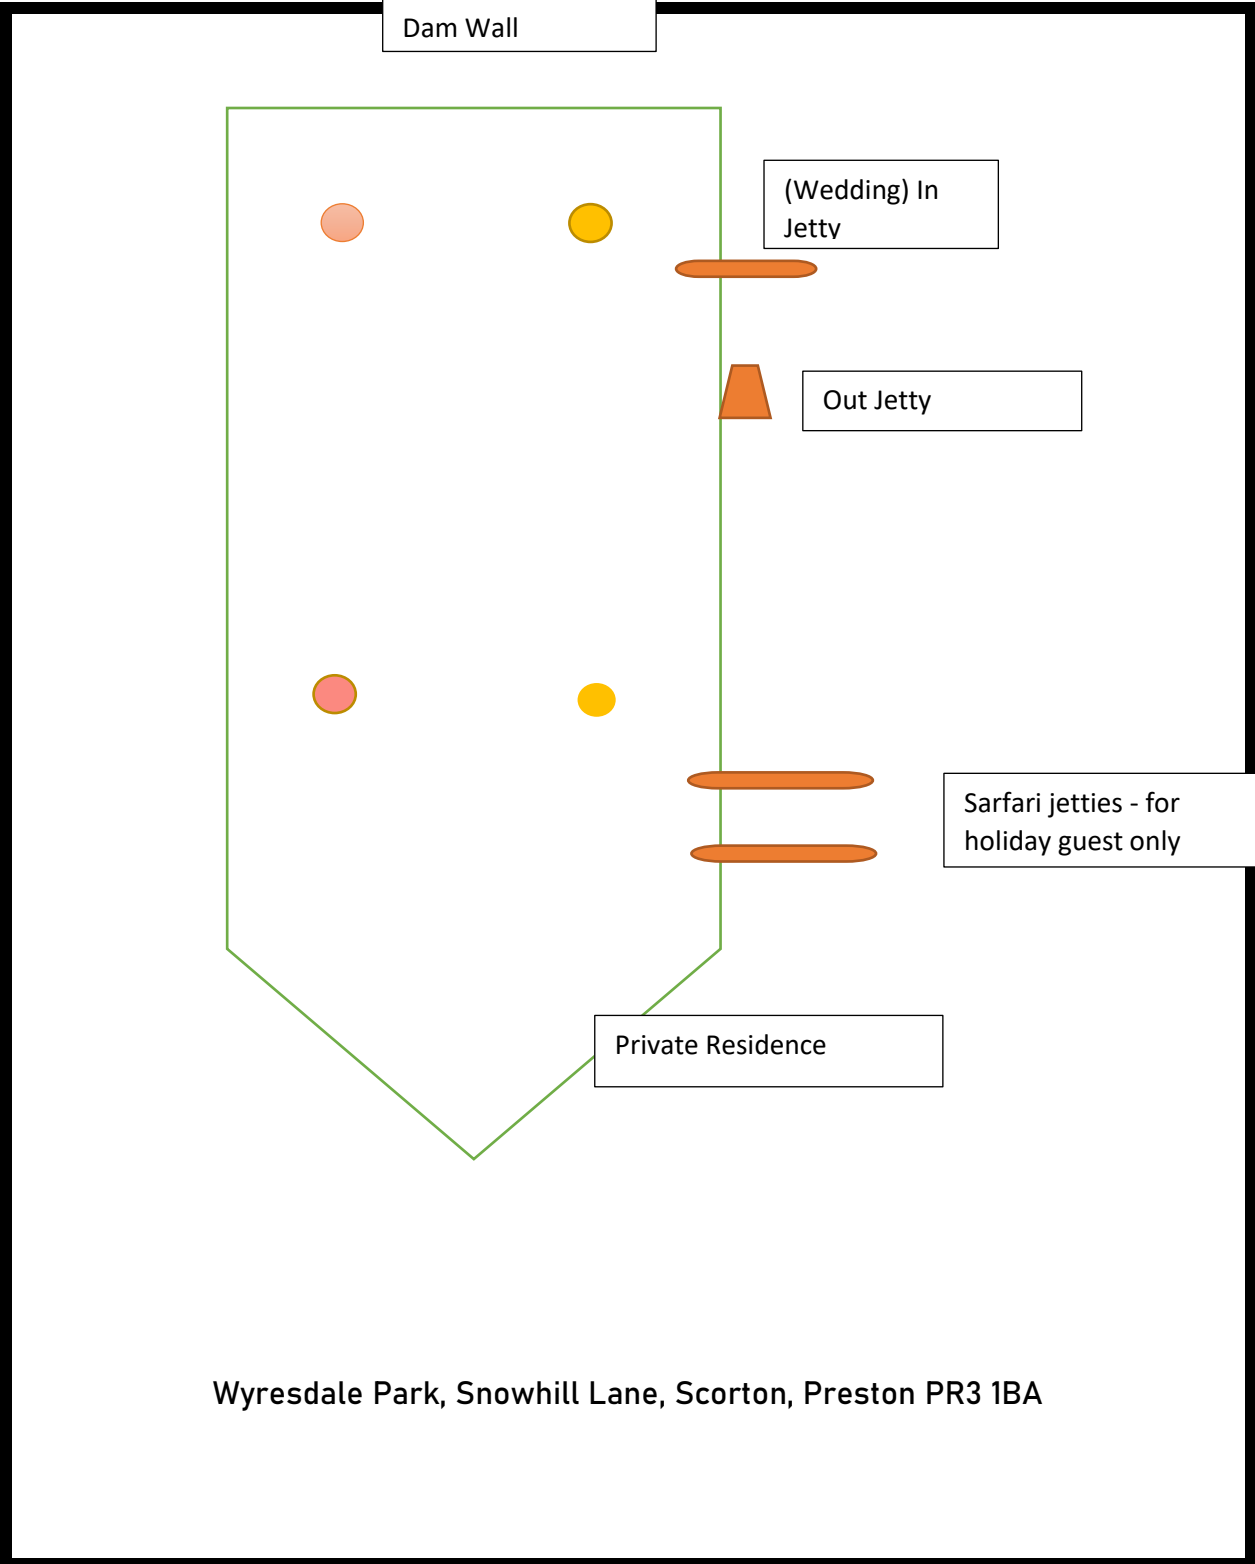 Dam Wall
(Wedding) In
Jetty
Out Jetty
Sarfari jetties - for
holiday guest only
Private Residence
Wyresdale Park, Snowhill Lane, Scorton, Preston PR3 1BA